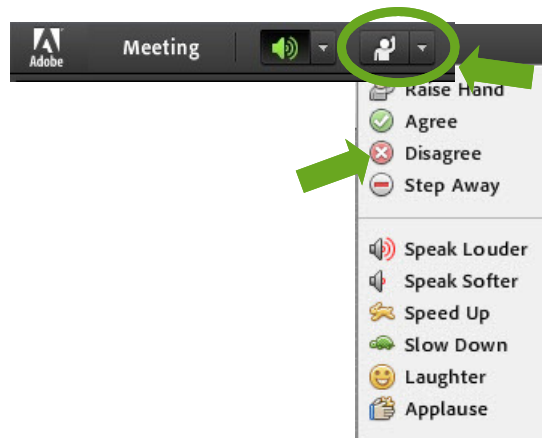 Adobe
Meeting
Raise Hand
Agree
Disagree
Step Away
Speak Louder
Speak Softer
Speed Up
Slow Down
Laughter
Applause